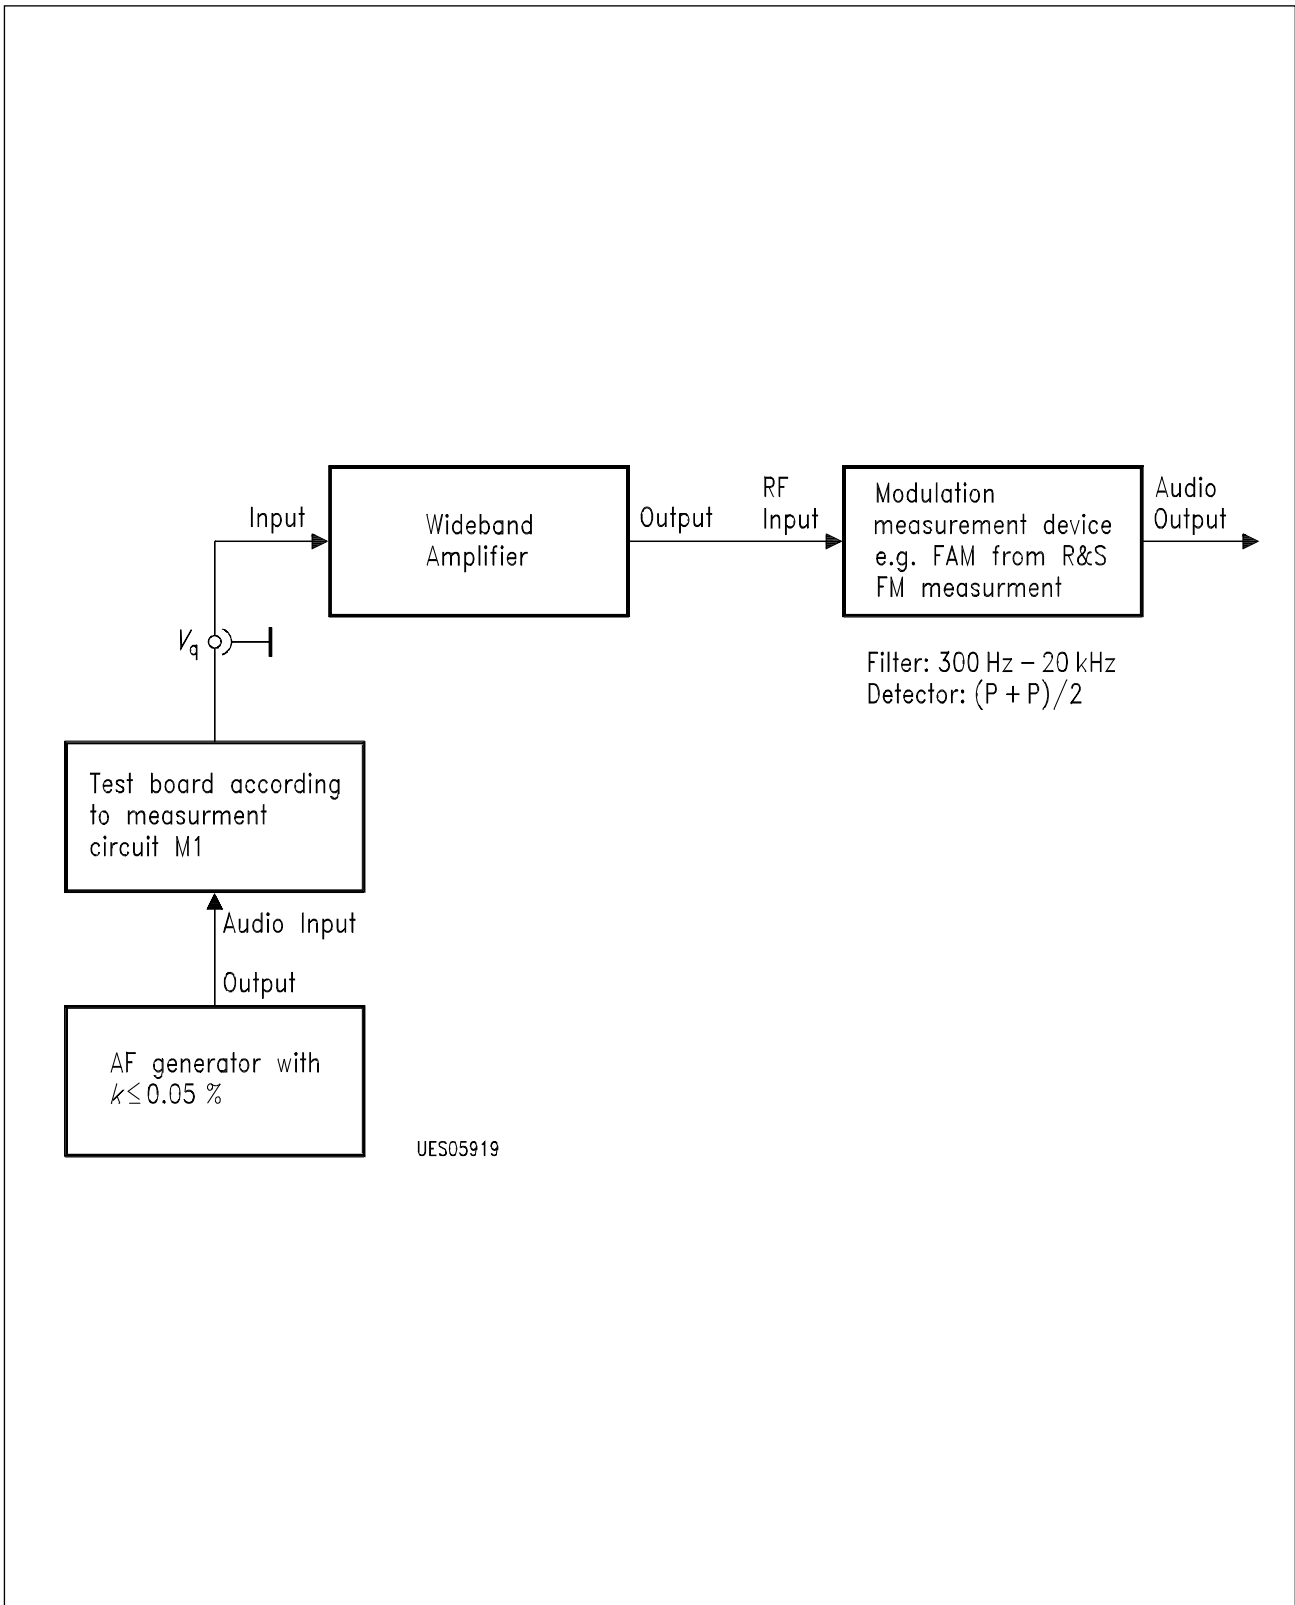 Input
Wideband
Amplifier
Output
RF
Input
Modulation
measurement device
e.g. FAM from R&S
FM measurment
Audio
Output
Filter: 300 Hz – 20 kHz
Detector: (P + P)/2
Vq
Test board according
to measurment
circuit M1
Audio Input
Output
AF generator with
k ≤ 0.05 %
UES05919